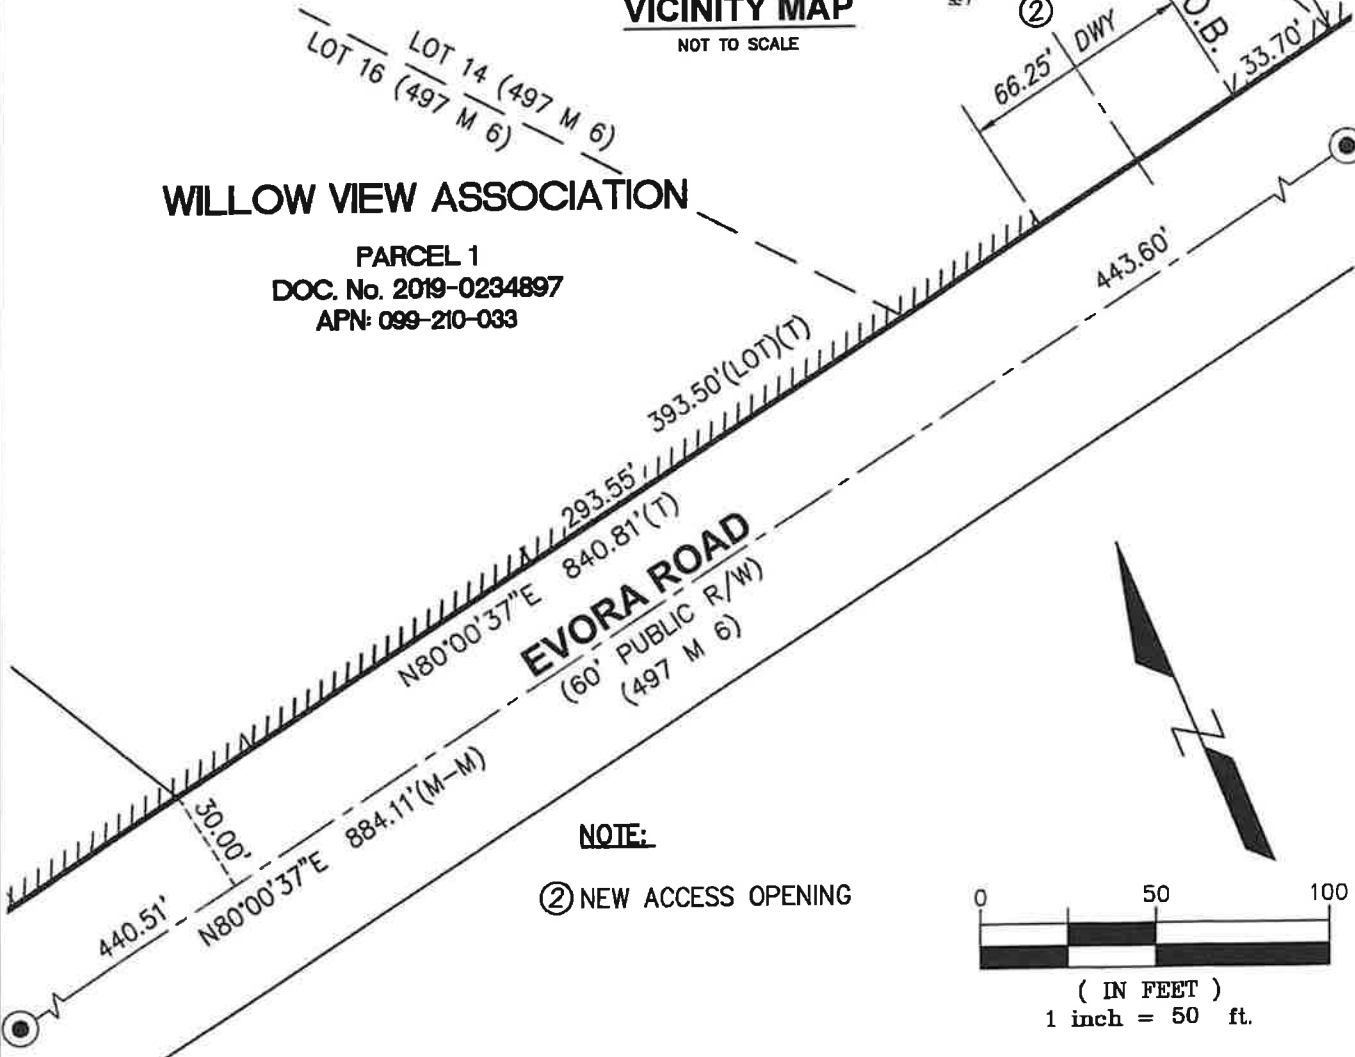 VICINITY MAP
NOT TO SCALE
②
O.B.
66.25' DWY
33.70'
LOT 14 (497 M 6)
LOT 16 (497 M 6)
WILLOW VIEW ASSOCIATION
PARCEL 1
DOC. No. 2019-0234897
APN: 099-210-033
443.60'
393.50'(LOT)(T)
293.55'
N80°00'37"E 840.81'(T)
EVORA ROAD
(60' PUBLIC R/W)
(497 M 6)
30.00'
N80°00'37"E 884.11'(M-M)
440.51'
NOTE:
② NEW ACCESS OPENING
0 50 100
( IN FEET )
1 inch = 50 ft.